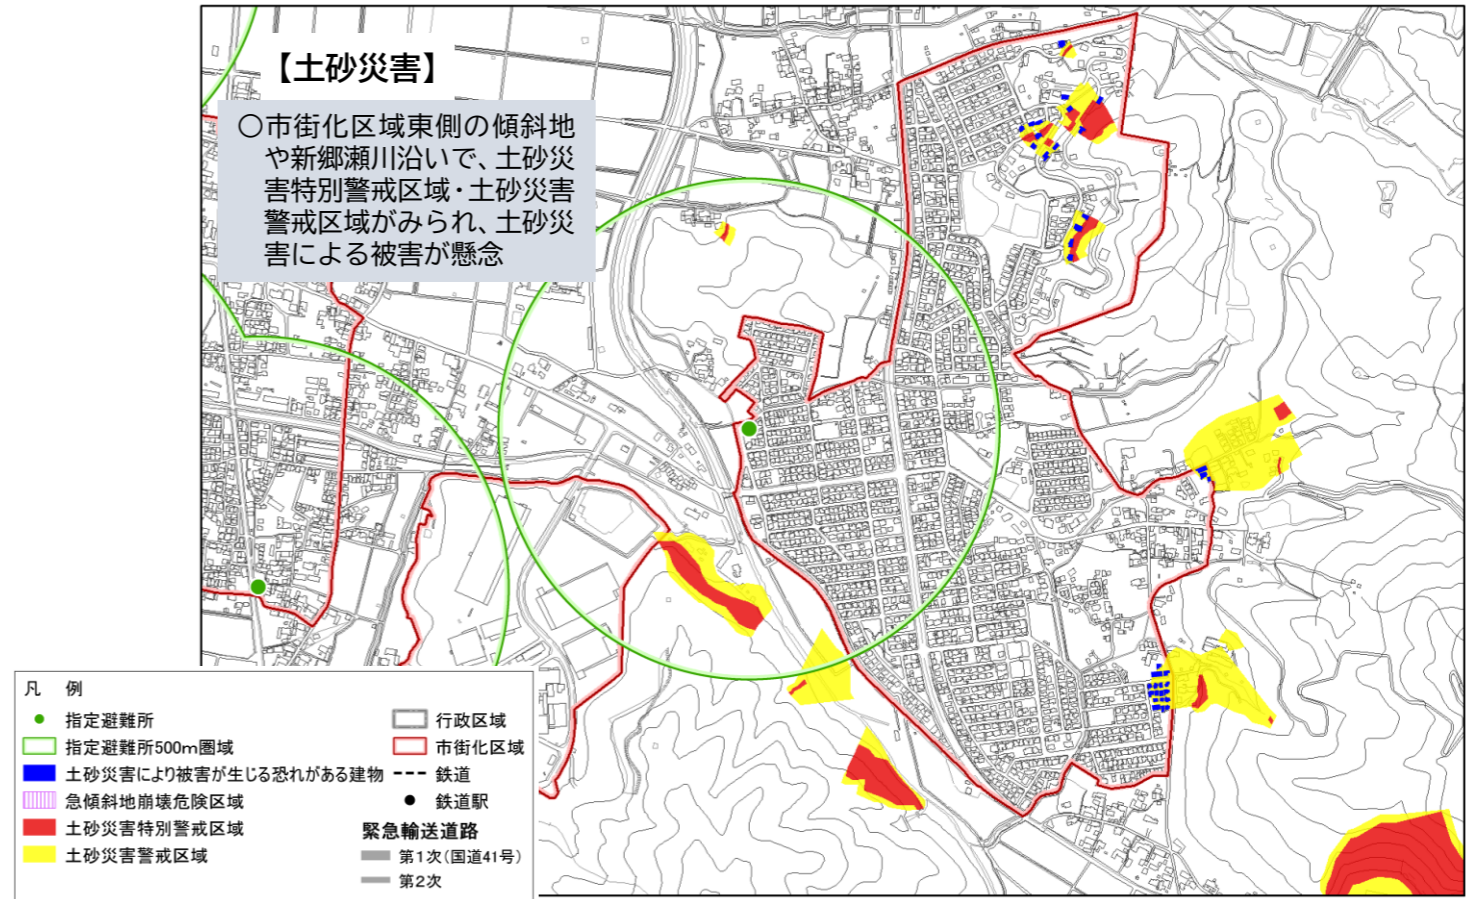 【土砂災害】
○市街化区域東側の傾斜地
や新郷瀬川沿いで、土砂災
害特別警戒区域・土砂災害
警戒区域がみられ、土砂災
害による被害が懸念
凡 例
指定避難所
指定避難所500m圏域
土砂災害により被害が生じる恐れがある建物
急傾斜地崩壊危険区域
土砂災害特別警戒区域
土砂災害警戒区域
行政区域
市街化区域
鉄道
鉄道駅
緊急輸送道路
第1次(国道41号)
第2次